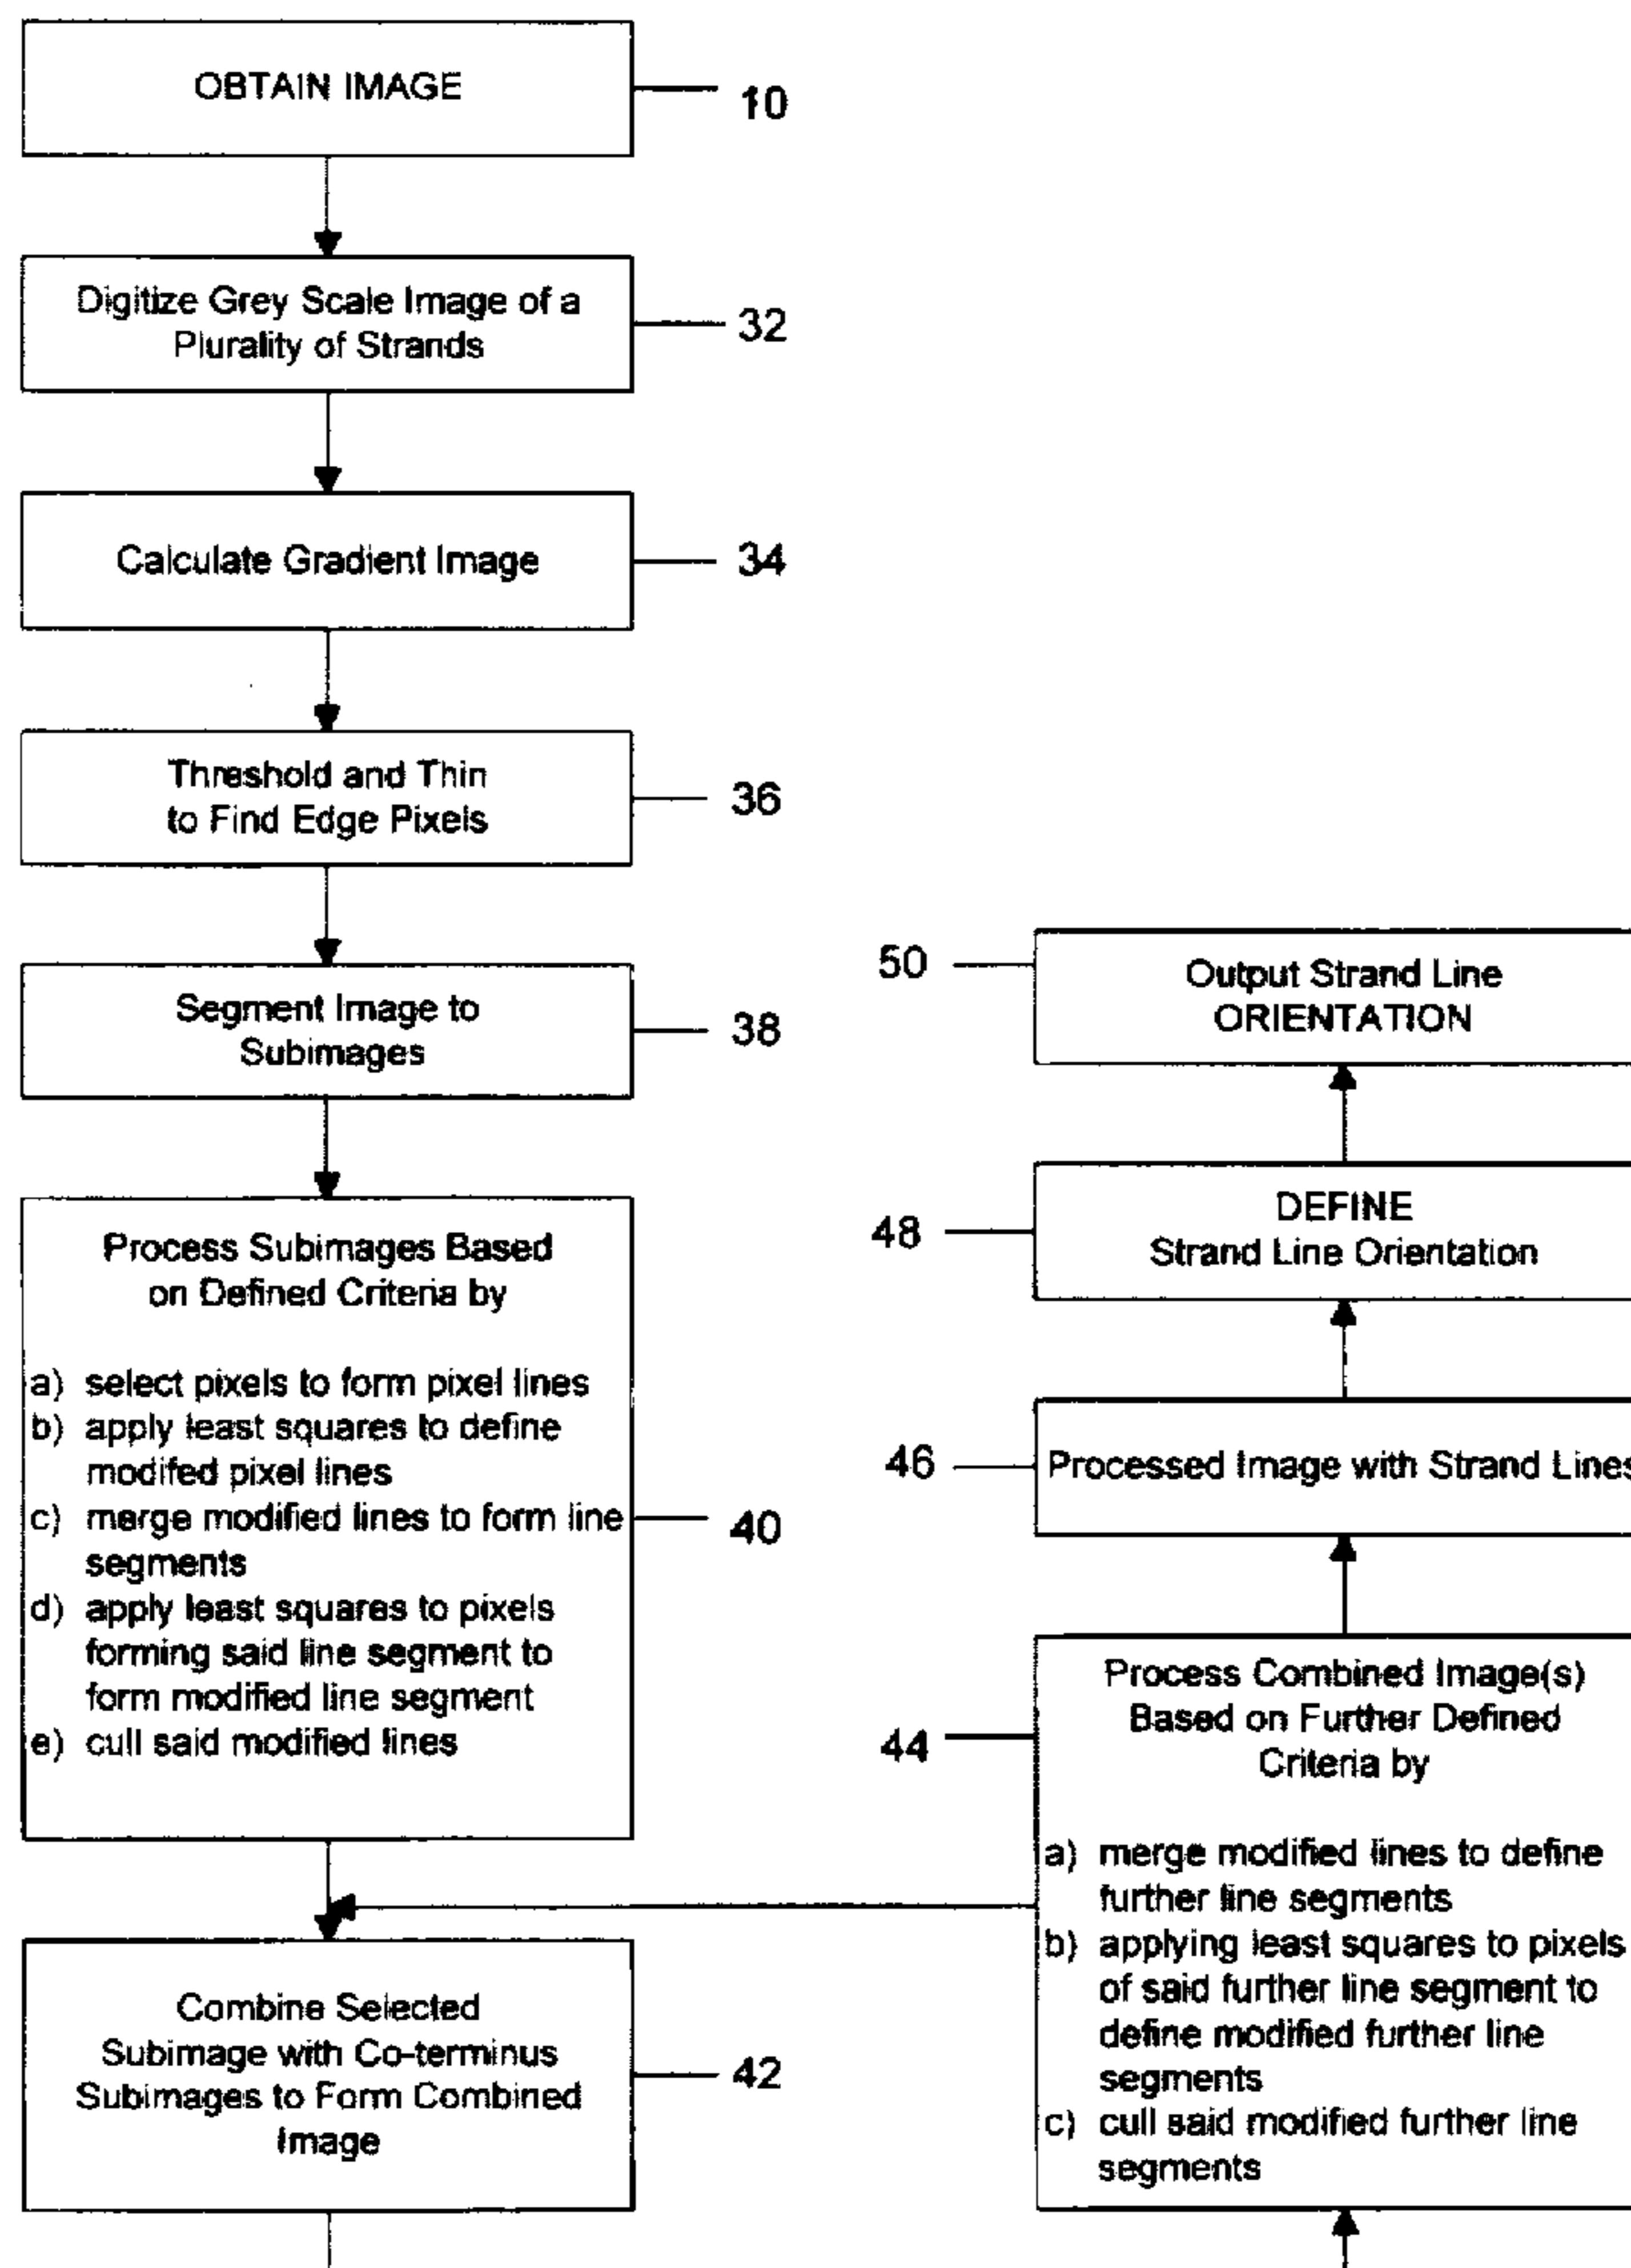 OBTAIN IMAGE
10
Digitize Grey Scale Image of a
Plurality of Strands
32
Calculate Gradient Image
34
Threshold and Thin
to Find Edge Pixels
36
Segment Image to
Subimages
38
Process Subimages Based
on Defined Criteria by
a) select pixels to form pixel lines
b) apply least squares to define
modifed pixel lines
c) merge modified lines to form line
segments
d) apply least squares to pixels
forming said line segment to
form modified line segment
e) cull said modified lines
40
Combine Selected
Subimage with Co-terminus
Subimages to Form Combined
Image
42
Process Combined Image(s)
Based on Further Defined
Criteria by
a) merge modified lines to define
further line segments
b) applying least squares to pixels
of said further line segment to
define modified further line
segments
c) cull said modified further line
segments
44
Processed Image with Strand Lines
46
DEFINE
Strand Line Orientation
48
Output Strand Line
ORIENTATION
50